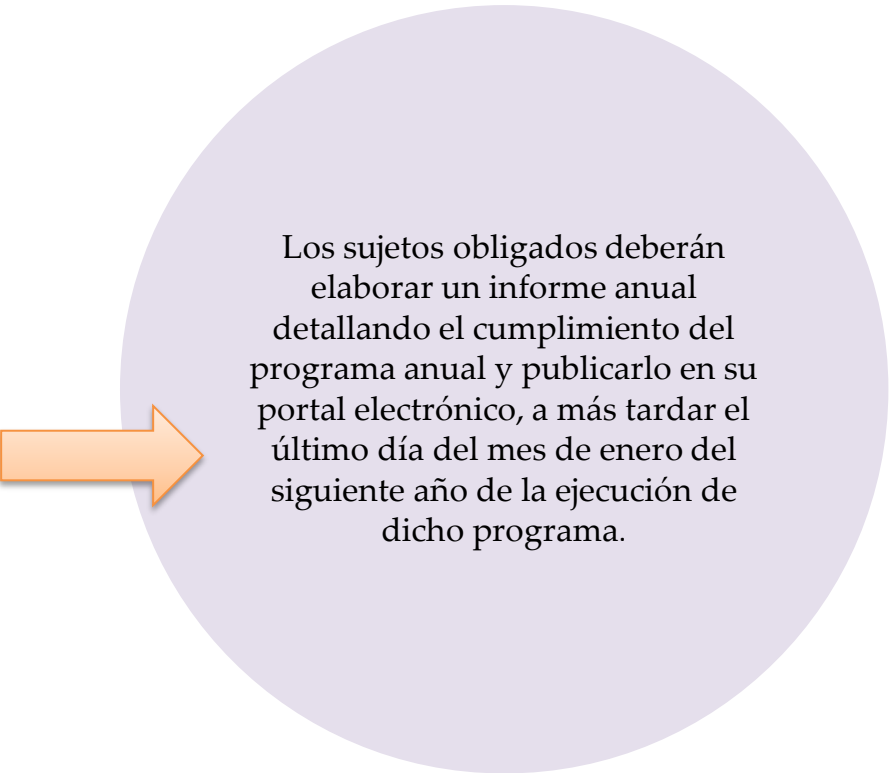 Los sujetos obligados deberán
elaborar un informe anual
detallando el cumplimiento del
programa anual y publicarlo en su
portal electrónico, a más tardar el
último día del mes de enero del
siguiente año de la ejecución de
dicho programa.